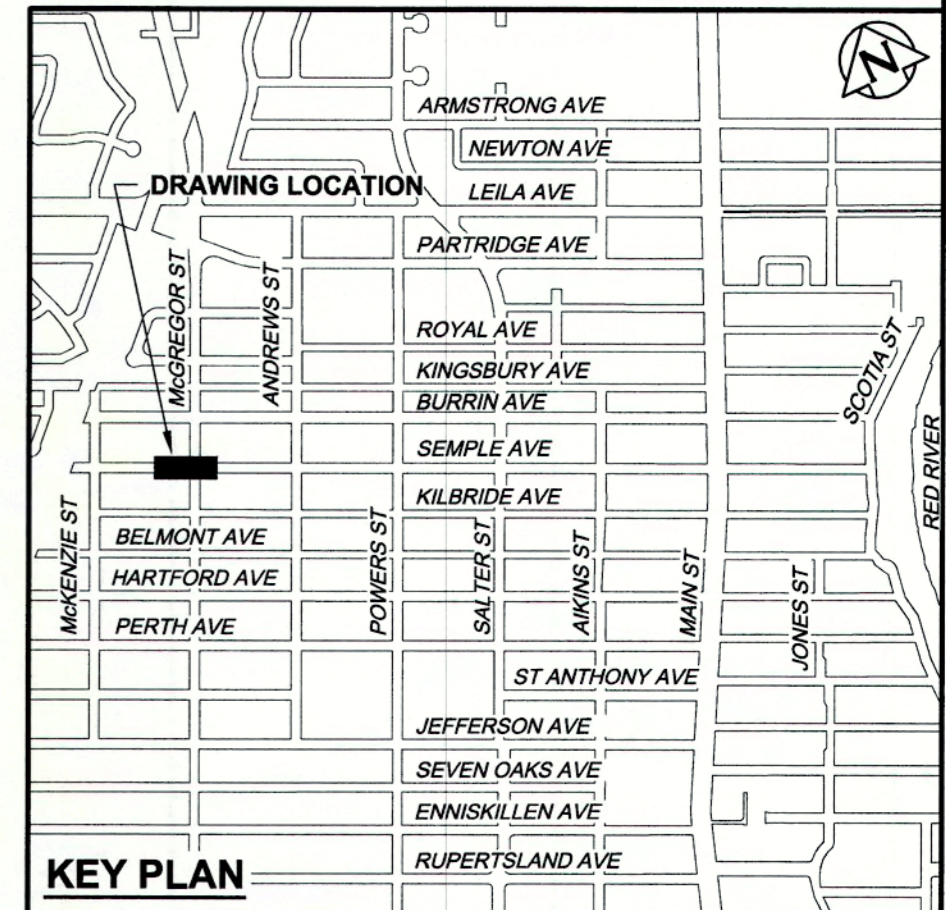 N
ARMSTRONG AVE
NEWTON AVE
LEILA AVE
DRAWING LOCATION
PARTRIDGE AVE
McGREGOR ST
ANDREWS ST
ROYAL AVE
KINGSBURY AVE
BURRIN AVE
SCOTIA ST
SEMPLE AVE
KILBRIDE AVE
RED RIVER
McKENZIE ST
BELMONT AVE
HARTFORD AVE
PERTH AVE
POWERS ST
SALTER ST
AIKINS ST
MAIN ST
JONES ST
ST ANTHONY AVE
JEFFERSON AVE
SEVEN OAKS AVE
ENNISKILLEN AVE
RUPERTSLAND AVE
KEY PLAN